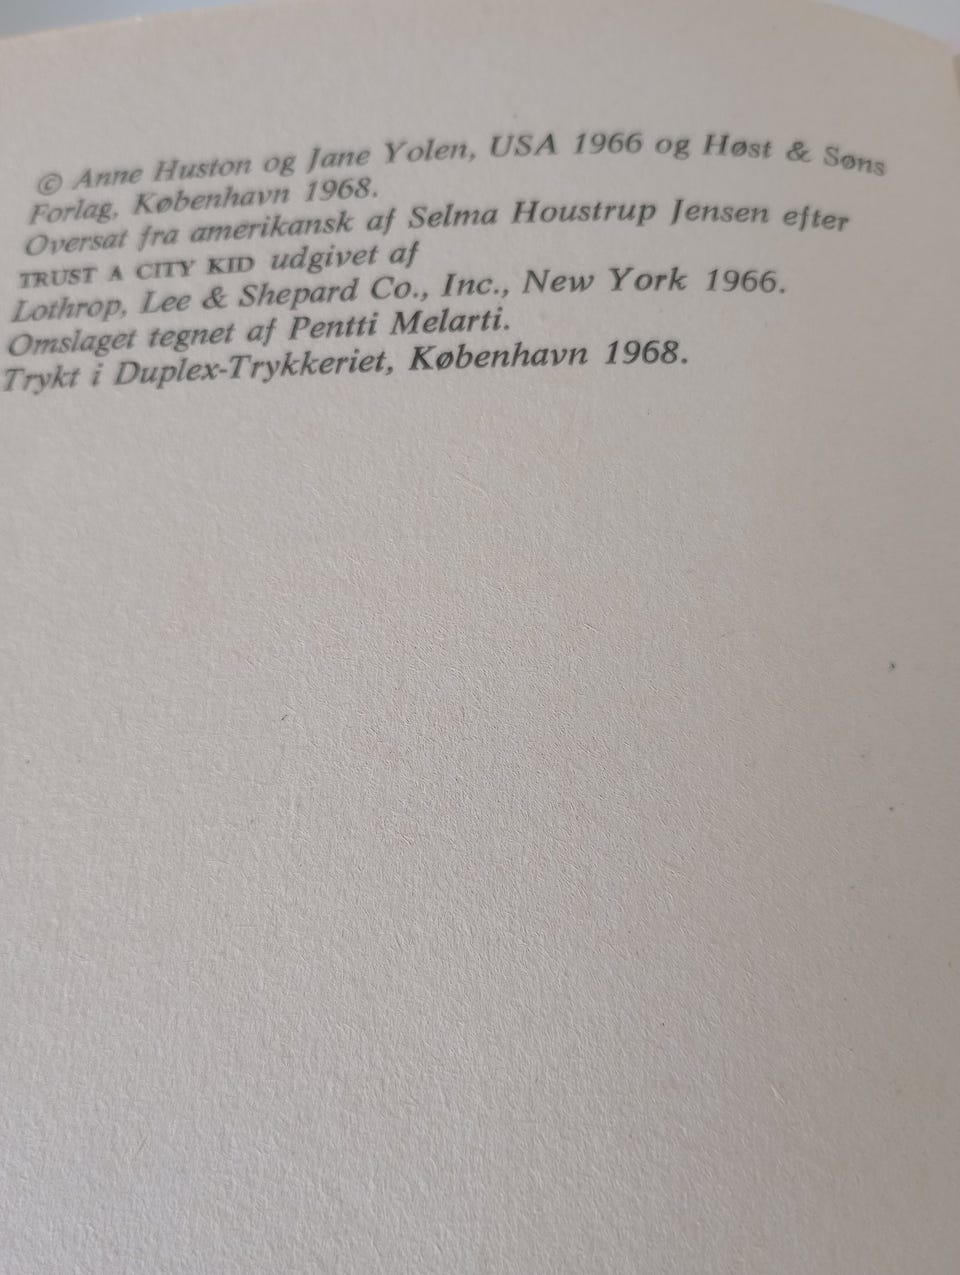 © Anne Huston og Jane Yolen, USA 1966 og Høst & Søns
Forlag, København 1968.
Oversat fra amerikansk af Selma Houstrup Jensen efter
TRUST A CITY KID udgivet af
Lothrop, Lee & Shepard Co., Inc., New York 1966.
Omslaget tegnet af Pentti Melarti.
Trykt i Duplex-Trykkeriet, København 1968.